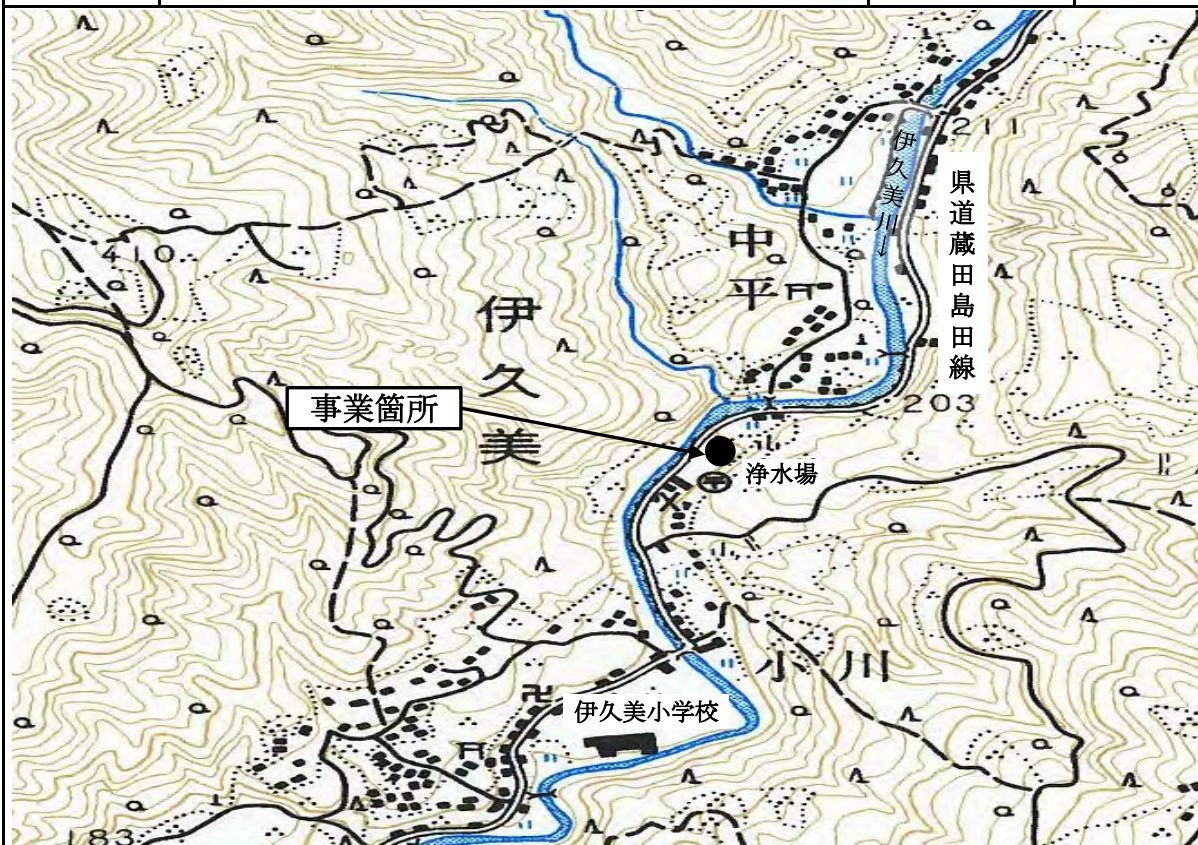 211
伊久美川→
県道蔵田島田線
中平
410
伊久美
事業箇所
203
浄水場
小川
伊久美小学校
183